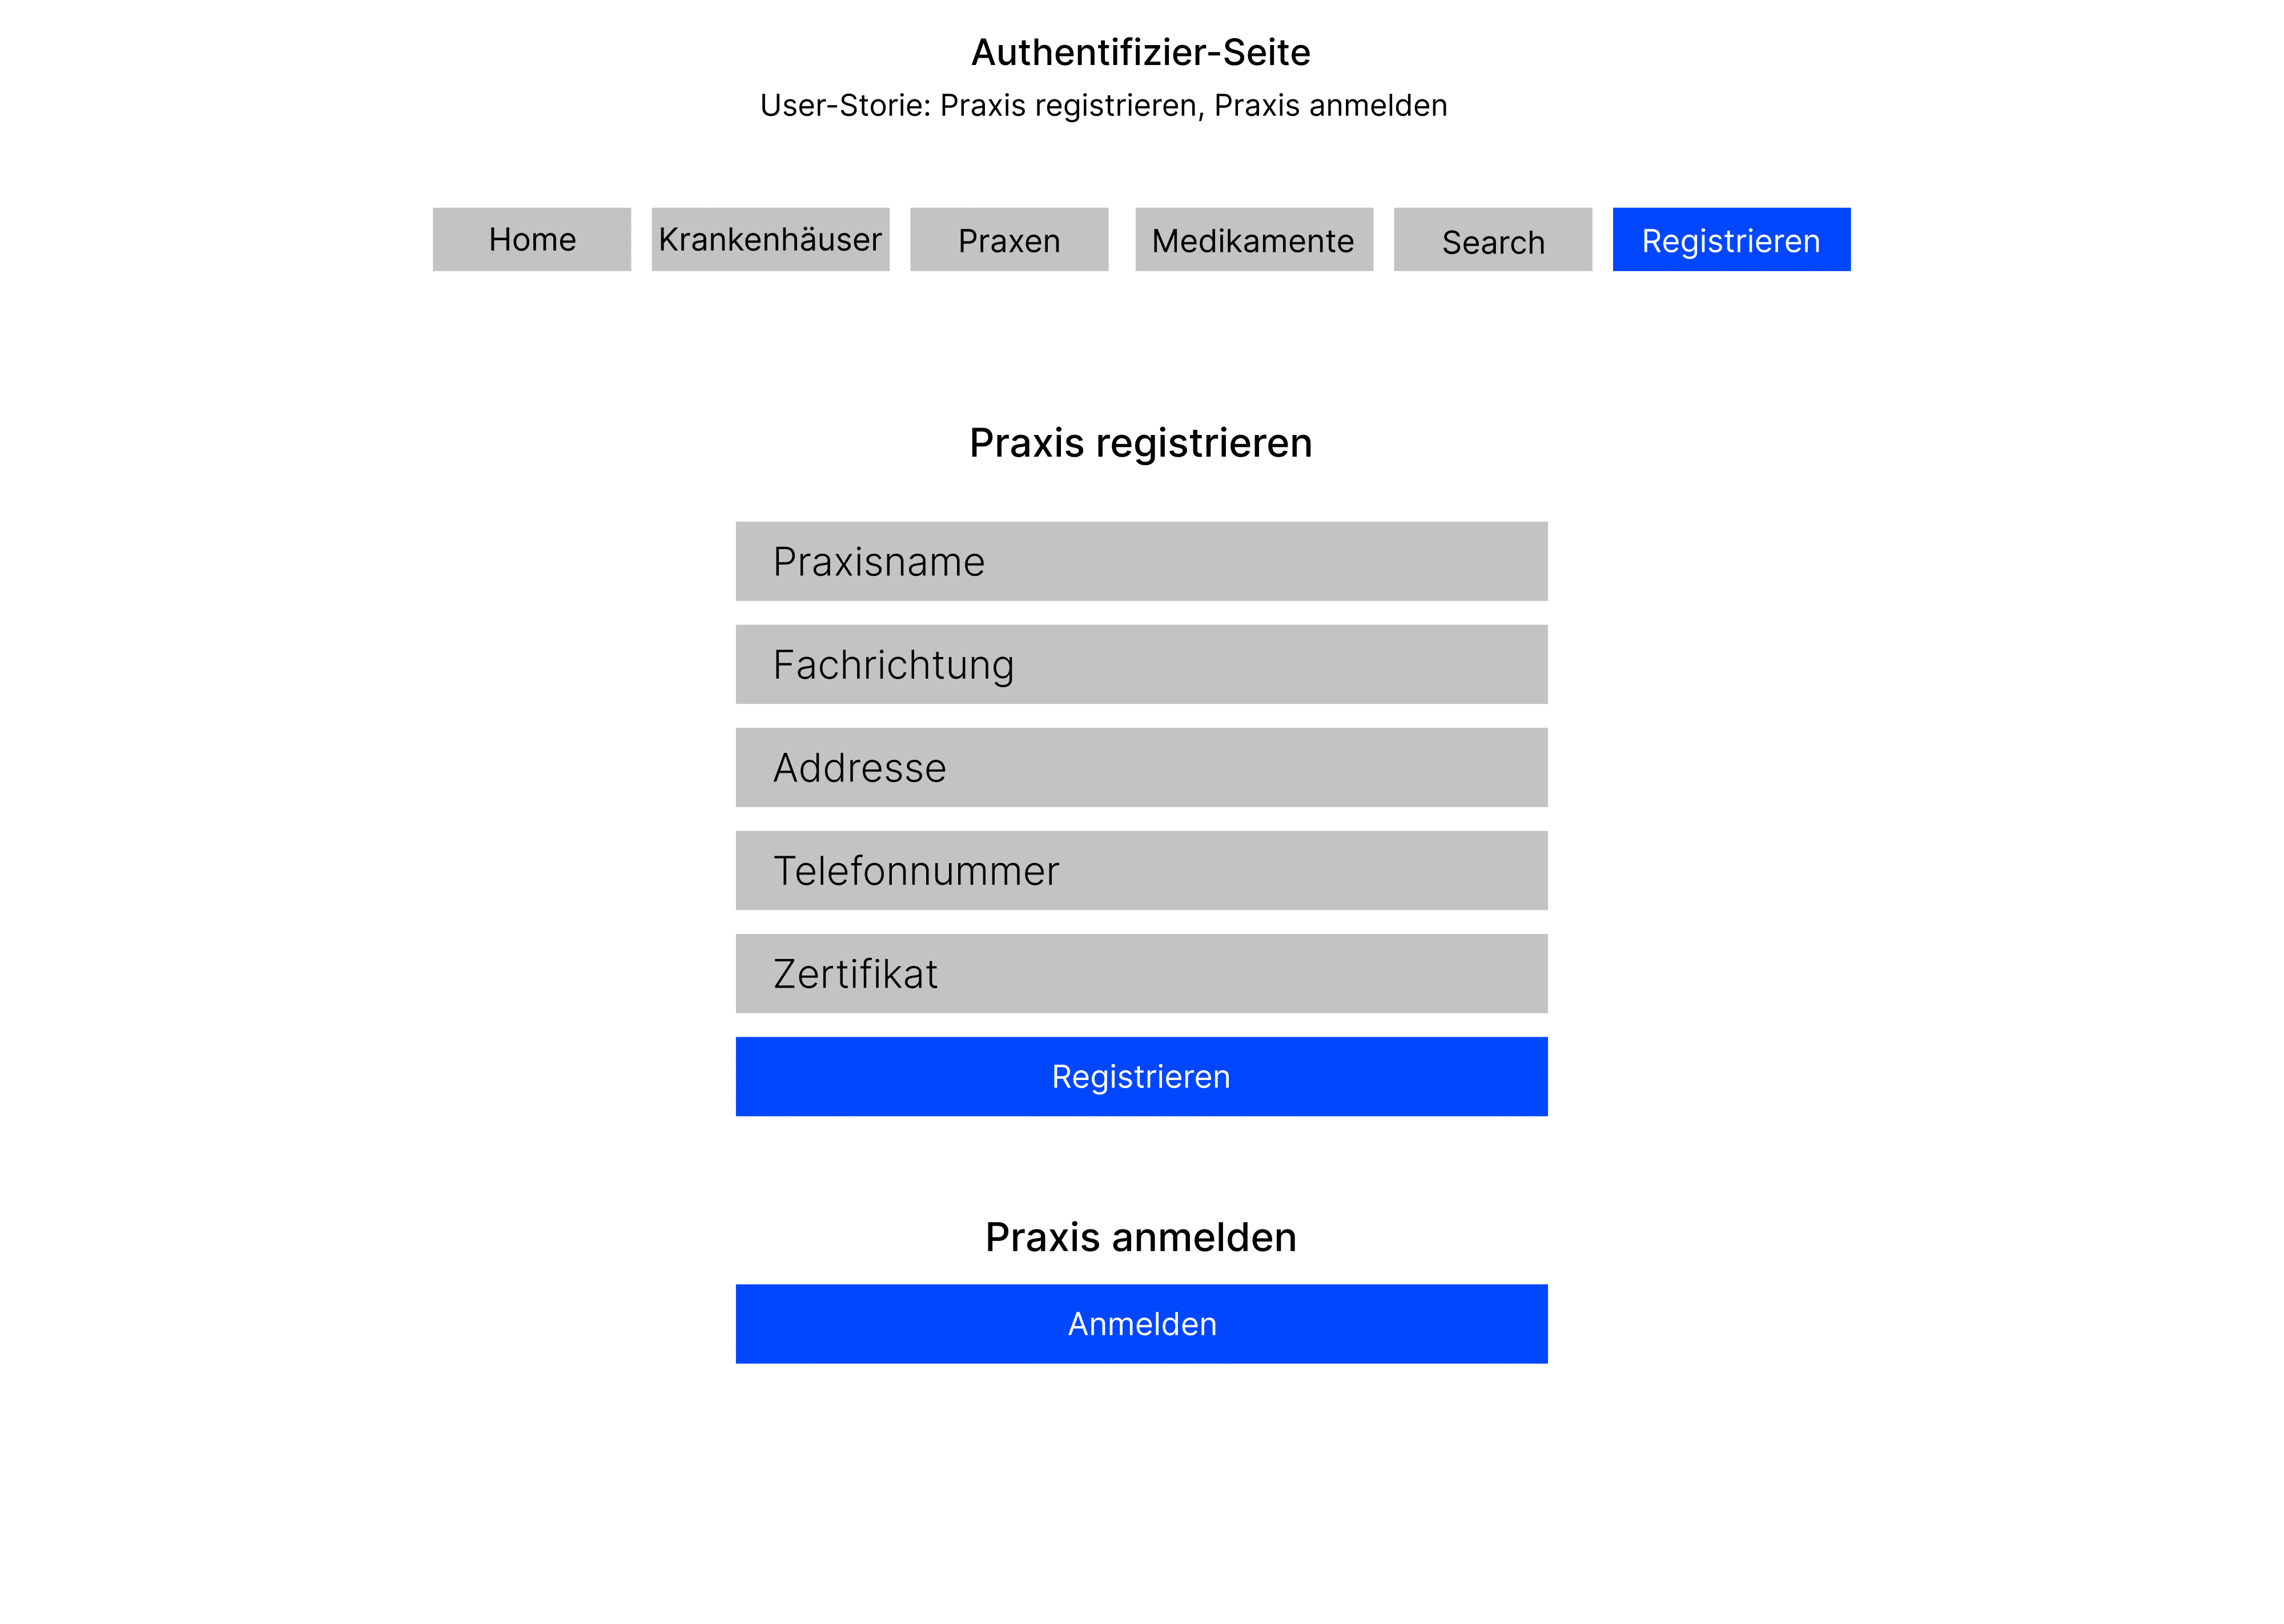 Authentifizier-Seite
User-Storie: Praxis registrieren, Praxis anmelden
Home Krankenhäuser Praxen Medikamente Search Registrieren
Praxis registrieren
Praxisname
Fachrichtung
Addresse
Telefonnummer
Zertifikat
Registrieren
Praxis anmelden
Anmelden